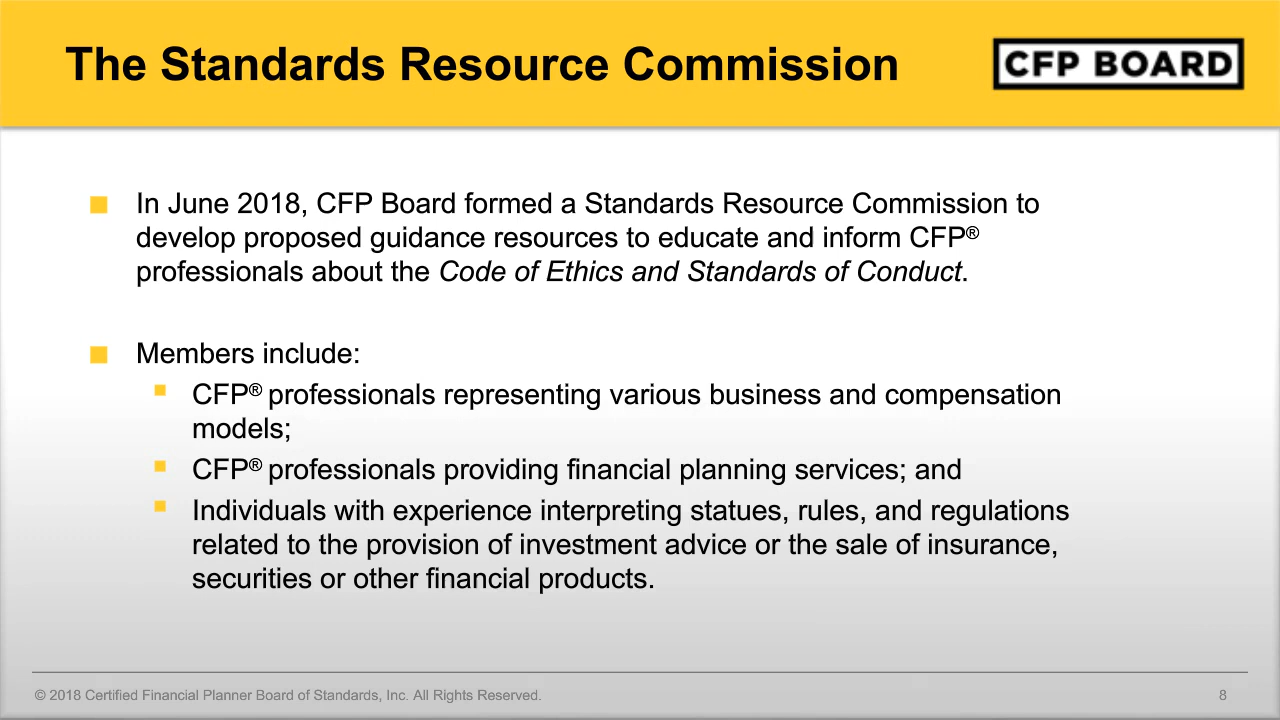 The Standards Resource Commission
CFP BOARD
In June 2018, CFP Board formed a Standards Resource Commission to
develop proposed guidance resources to educate and inform CFP®
professionals about the Code of Ethics and Standards of Conduct.
Members include:
CFP® professionals representing various business and compensation
models;
CFP® professionals providing financial planning services; and
Individuals with experience interpreting statues, rules, and regulations
related to the provision of investment advice or the sale of insurance,
securities or other financial products.
© 2018 Certified Financial Planner Board of Standards, Inc. All Rights Reserved.
8